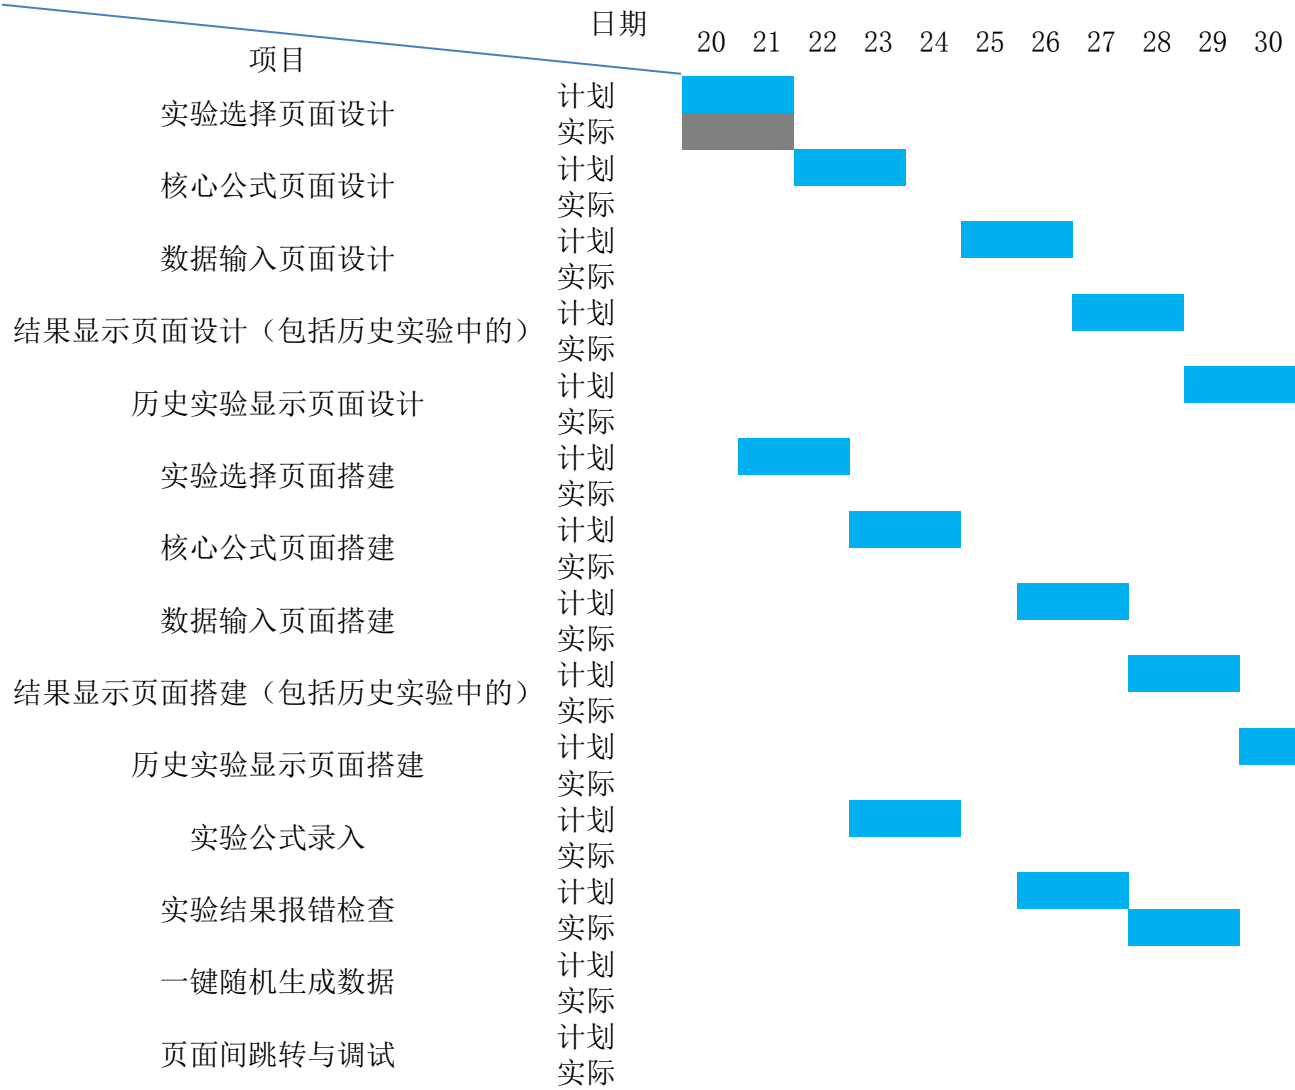 日期
20 21 22 23 24 25 26 27 28 29 30
项目
实验选择页面设计
计划
实际
核心公式页面设计
计划
实际
数据输入页面设计
计划
实际
结果显示页面设计（包括历史实验中的）
计划
实际
历史实验显示页面设计
计划
实际
实验选择页面搭建
计划
实际
核心公式页面搭建
计划
实际
数据输入页面搭建
计划
实际
结果显示页面搭建（包括历史实验中的）
计划
实际
历史实验显示页面搭建
计划
实际
实验公式录入
计划
实际
实验结果报错检查
计划
实际
一键随机生成数据
计划
实际
页面间跳转与调试
计划
实际